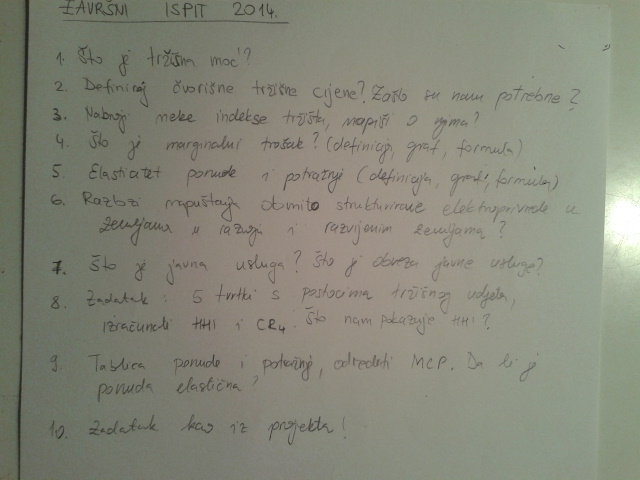 ZAVRŠNI ISPIT 2014.
1. Što je tržišna moć?
2. Definiraj čvorišne tržišne cijene? Zašto su nam potrebne?
3. Nabroji neke indekse tržišta, napiši o njima?
4. Što je marginalni trošak? (definicija, graf, formula)
5. Elasticitet ponude i potražnje (definicija, graf, formula)
6. Razlozi napuštanja okomito strukturirane elektroprivrede u
zemljama u razvoju i razvijenim zemljama?
7. Što je javna usluga? Što je obveza javne usluge?
8. Zadatak: 5 tvrtki s postocima tržišnog udjela,
izračunati HHI i CR4. Što nam pokazuje HHI?
9. Tablica ponude i potražnje, odrediti MCP. Da li je
ponuda elastična?
10. Zadatak kao iz projekta!